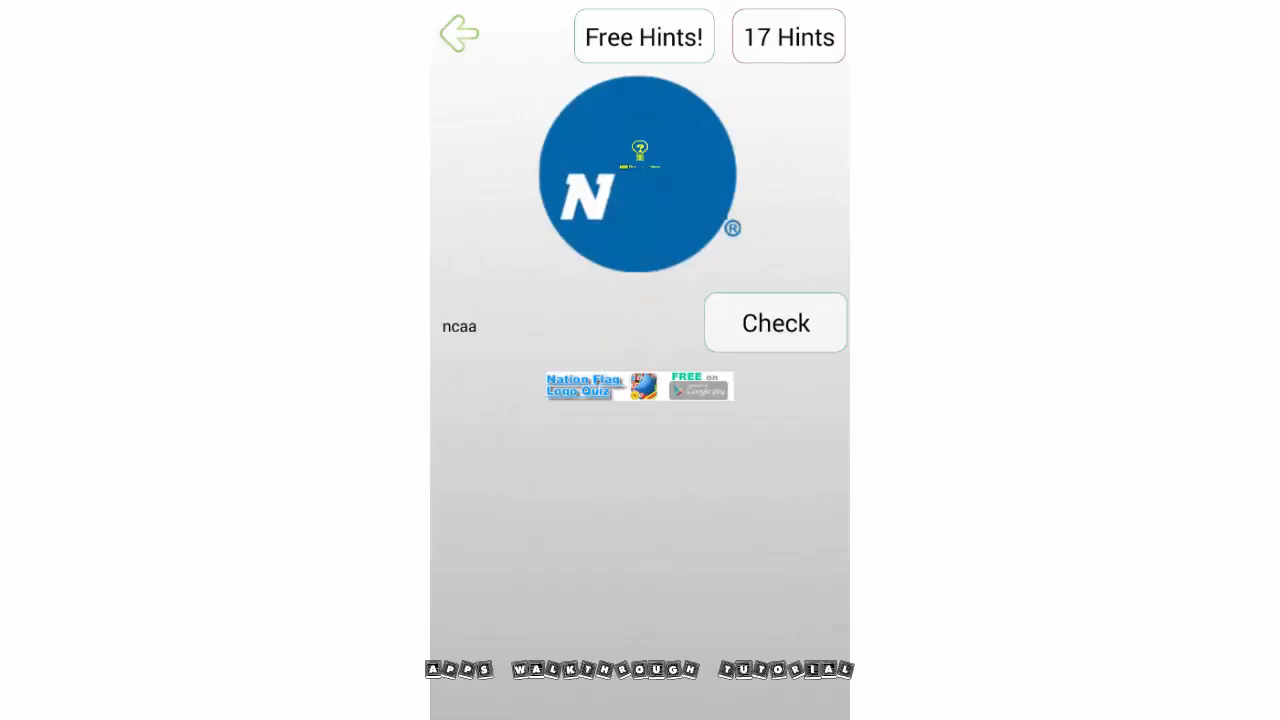 Free Hints!
17 Hints
N
®
ncaa
Check
Nation Flag
Logo Quiz
FREE on
Google play
APPS WALKTHROUGH TUTORIAL